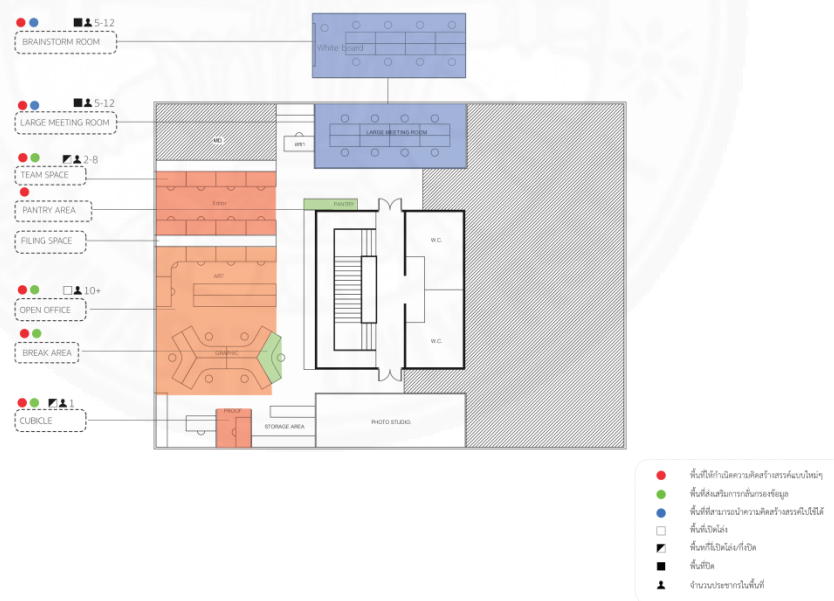 5-12
BRAINSTORM ROOM
White board
5-12
LARGE MEETING ROOM
LARGE MEETING ROOM
MD
เลขา
2-8
TEAM SPACE
Editor
PANTRY AREA
PANTRY
FILING SPACE
W.C.
ART
10+
OPEN OFFICE
W.C.
BREAK AREA
GRAPHIC
1
CUBICLE
PROOF
STORAGE AREA
PHOTO STUDIO.
พื้นที่ให้กำเนิดความคิดสร้างสรรค์แบบใหม่ๆ
พื้นที่ส่งเสริมการกลั่นกรองข้อมูล
พื้นที่ที่สามารถนำความคิดสร้างสรรค์ไปใช้ได้
พื้นที่เปิดโล่ง
พื้นที่กึ่งเปิดโล่ง/กึ่งปิด
พื้นที่ปิด
จำนวนประชากรในพื้นที่